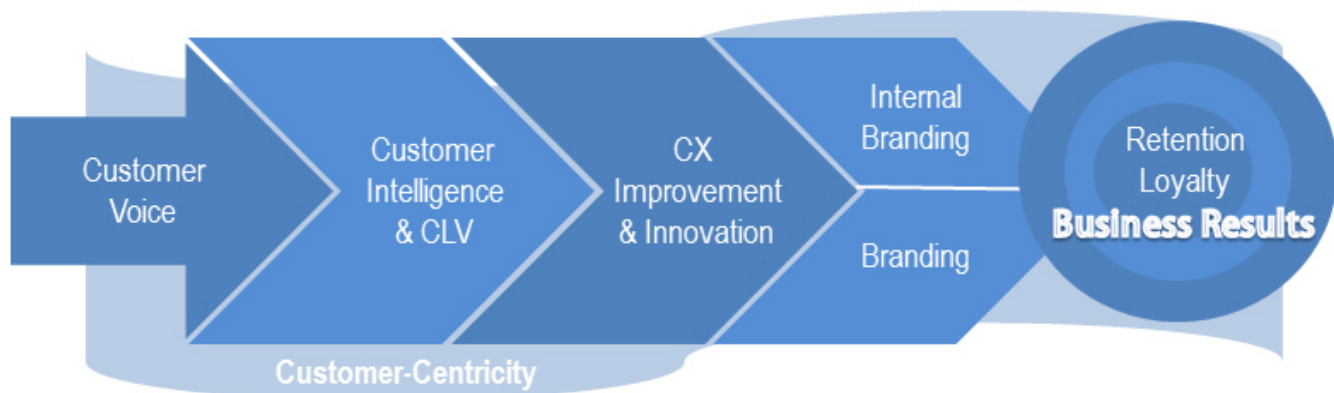 Customer
Voice
Customer
Intelligence
& CLV
CX
Improvement
& Innovation
Internal
Branding
Branding
Retention
Loyalty
Business Results
Customer-Centricity